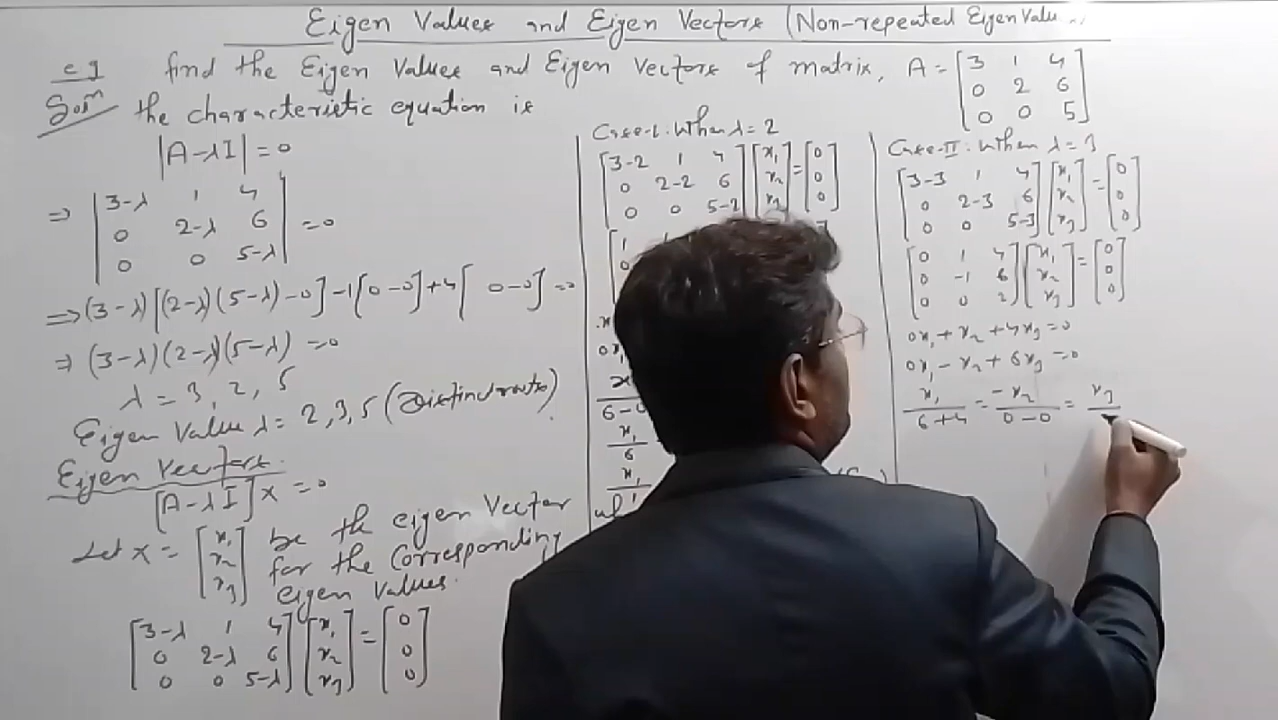 Eigen Values and Eigen Vectors (Non-repeated Eigen Valu
e.g find the Eigen Values and Eigen Vectors of matrix, A = [3 1 4
0 2 6
0 0 5]
Solⁿ the characteristic equation is
|A-λI| = 0
⇒ |3-λ 1 4
0 2-λ 6
0 0 5-λ| = 0
⇒ (3-λ)[(2-λ)(5-λ)-0] -1[0-0] +4[0-0] = 0
⇒ (3-λ)(2-λ)(5-λ) = 0
λ = 3, 2, 5
Eigen Value λ = 2, 3, 5 (Distinct roots)
Eigen Vectors:
[A-λI]X = 0
Let X = [x₁
x₂
x₃] be the eigen Vector
for the Corresponding
eigen Values.
[3-λ 1 4
0 2-λ 6
0 0 5-λ] [x₁
x₂
x₃] = [0
0
0]
Case-I: When λ = 2
[3-2 1 4
0 2-2 6
0 0 5-2] [x₁
x₂
x₃] = [0
0
0]
x₁
6
x₁
Case-II: When λ = 3
[3-3 1 4
0 2-3 6
0 0 5-3] [x₁
x₂
x₃] = [0
0
0]
[0 1 4
0 -1 6
0 0 2] [x₁
x₂
x₃] = [0
0
0]
0x₁ + x₂ + 4x₃ = 0
0x₁ - x₂ + 6x₃ = 0
x₁/6+4 = -x₂/0-0 = x₃/